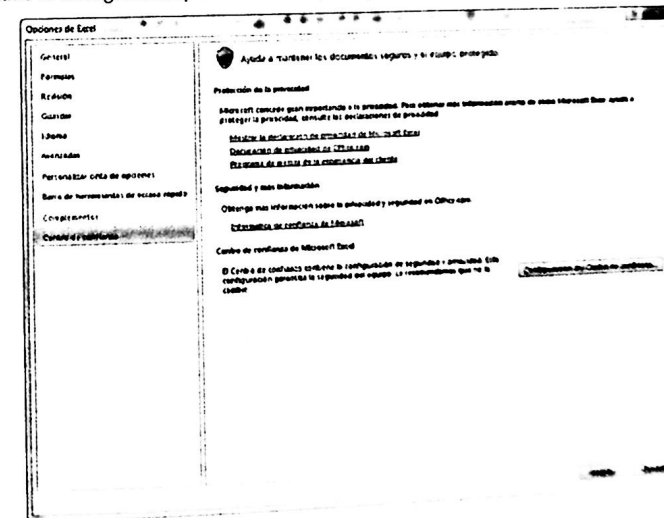 Opciones de Excel
General
Fórmulas
Revisión
Guardar
Idioma
Avanzadas
Personalizar cinta de opciones
Barra de herramientas de acceso rápido
Complementos
Centro de confianza
Ayuda a mantener los documentos seguros y el equipo protegido.
Protección de la privacidad
Microsoft concede gran importancia a la privacidad. Para obtener más información acerca de cómo Microsoft Excel ayuda a
proteger la privacidad, consulte las declaraciones de privacidad.
Mostrar la declaración de privacidad de Microsoft Excel
Declaración de privacidad de Office.com
Programa de mejora de la experiencia del cliente
Seguridad y más información
Obtenga más información sobre la privacidad y seguridad en Office.com.
Informática de confianza de Microsoft
Centro de confianza de Microsoft Excel
El Centro de confianza contiene la configuración de seguridad y privacidad. Esta
configuración garantiza la seguridad del equipo. Le recomendamos que no la
cambie.
Configuración del Centro de confianza...